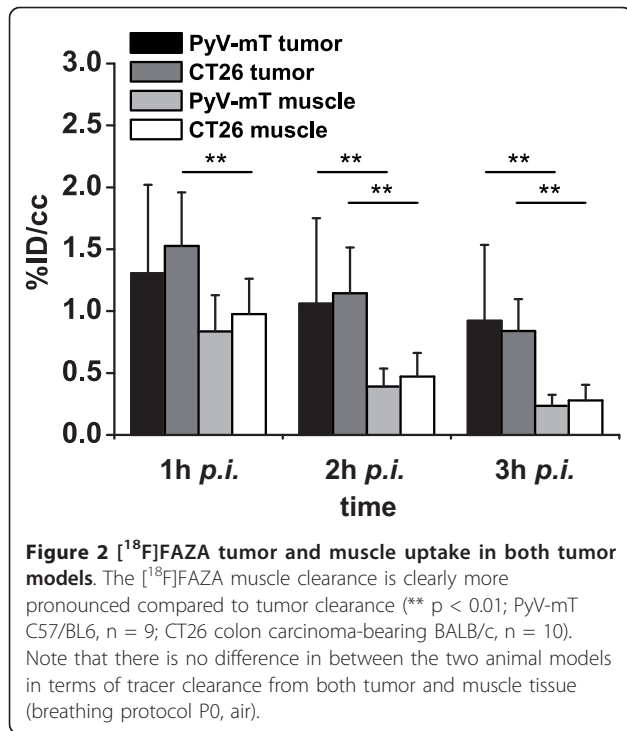 PyV-mT tumor
CT26 tumor
PyV-mT muscle
CT26 muscle
3.0
2.5
2.0
1.5
1.0
0.5
0.0
%ID/cc
**
**
**
**
**
1h p.i.
2h p.i.
3h p.i.
time
Figure 2 [¹⁸F]FAZA tumor and muscle uptake in both tumor
models. The [¹⁸F]FAZA muscle clearance is clearly more
pronounced compared to tumor clearance (** p < 0.01; PyV-mT
C57/BL6, n = 9; CT26 colon carcinoma-bearing BALB/c, n = 10).
Note that there is no difference in between the two animal models
in terms of tracer clearance from both tumor and muscle tissue
(breathing protocol P0, air).